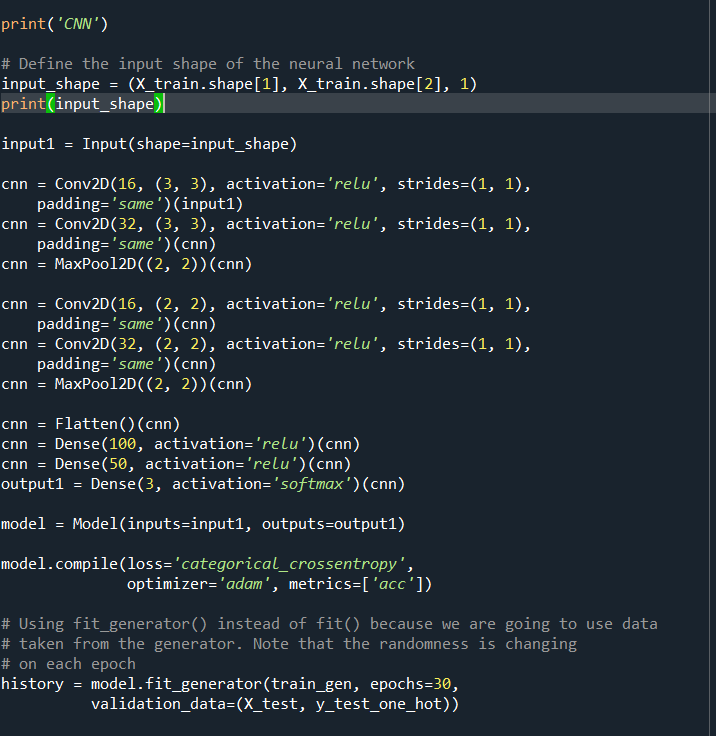 print('CNN')
# Define the input shape of the neural network
input_shape = (X_train.shape[1], X_train.shape[2], 1)
print(input_shape)
input1 = Input(shape=input_shape)
cnn = Conv2D(16, (3, 3), activation='relu', strides=(1, 1),
    padding='same')(input1)
cnn = Conv2D(32, (3, 3), activation='relu', strides=(1, 1),
    padding='same')(cnn)
cnn = MaxPool2D((2, 2))(cnn)
cnn = Conv2D(16, (2, 2), activation='relu', strides=(1, 1),
    padding='same')(cnn)
cnn = Conv2D(32, (2, 2), activation='relu', strides=(1, 1),
    padding='same')(cnn)
cnn = MaxPool2D((2, 2))(cnn)
cnn = Flatten()(cnn)
cnn = Dense(100, activation='relu')(cnn)
cnn = Dense(50, activation='relu')(cnn)
output1 = Dense(3, activation='softmax')(cnn)
model = Model(inputs=input1, outputs=output1)
model.compile(loss='categorical_crossentropy',
              optimizer='adam', metrics=['acc'])
# Using fit_generator() instead of fit() because we are going to use data
# taken from the generator. Note that the randomness is changing
# on each epoch
history = model.fit_generator(train_gen, epochs=30,
          validation_data=(X_test, y_test_one_hot))